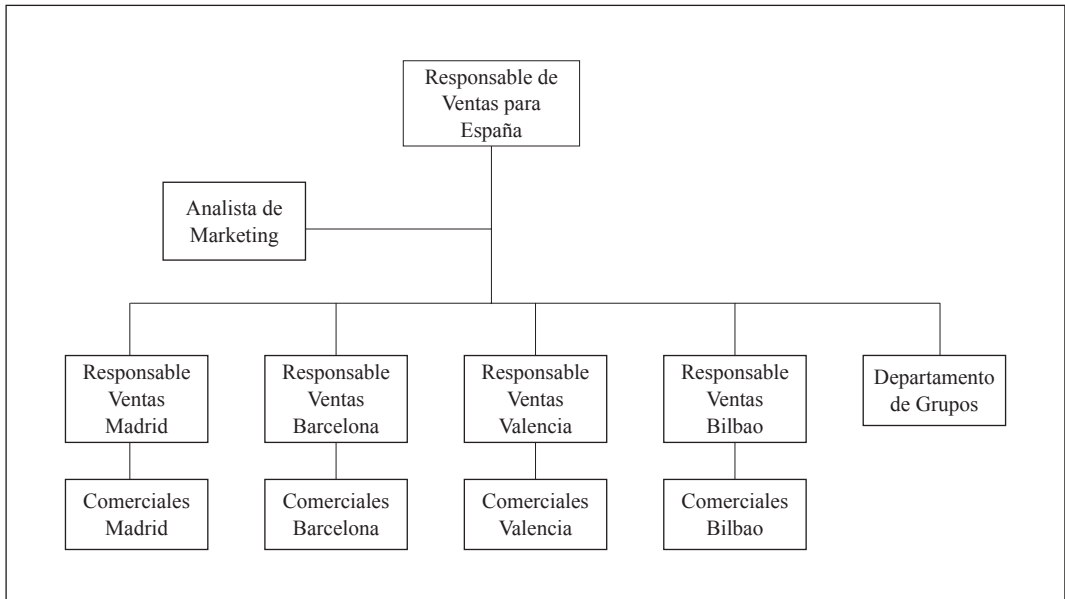 Responsable de
Ventas para
España
Analista de
Marketing
Responsable
Ventas
Madrid
Responsable
Ventas
Barcelona
Responsable
Ventas
Valencia
Responsable
Ventas
Bilbao
Departamento
de Grupos
Comerciales
Madrid
Comerciales
Barcelona
Comerciales
Valencia
Comerciales
Bilbao